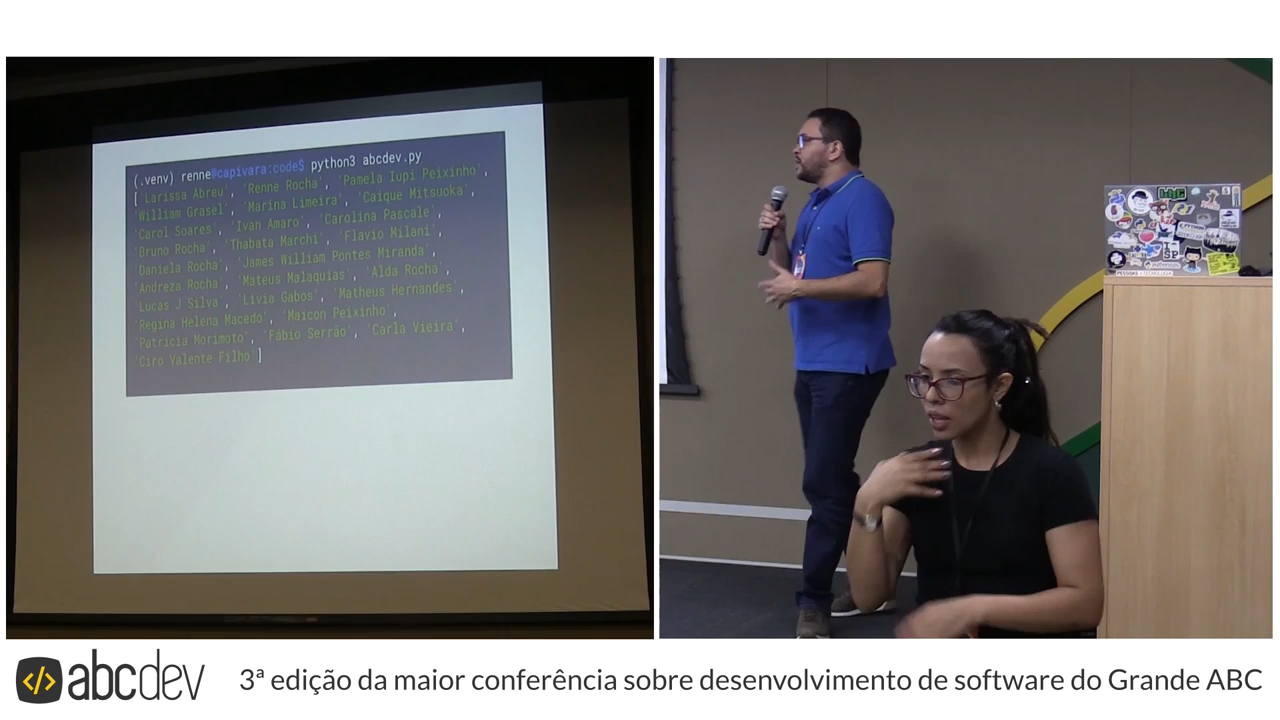 (.venv) renne@capivara:code$ python3 abcdev.py
['Larissa Abreu', 'Renne Rocha', 'Pamela Iupi Peixinho',
'William Grasel', 'Marina Limeira', 'Caique Mitsuoka',
'Carol Soares', 'Ivan Amaro', 'Carolina Pascale',
'Bruno Rocha', 'Thabata Marchi', 'Flavio Milani',
'Daniela Rocha', 'James William Pontes Miranda',
'Andreza Rocha', 'Mateus Malaquias', 'Alda Rocha',
'Lucas J Silva', 'Livia Gabos', 'Matheus Hernandes',
'Regina Helena Macedo', 'Maicon Peixinho',
'Patricia Morimoto', 'Fábio Serrão', 'Carla Vieira',
'Ciro Valente Filho']
SP
PESSOAS
TECNOLOGIA
</> abcdev
3ª edição da maior conferência sobre desenvolvimento de software do Grande ABC